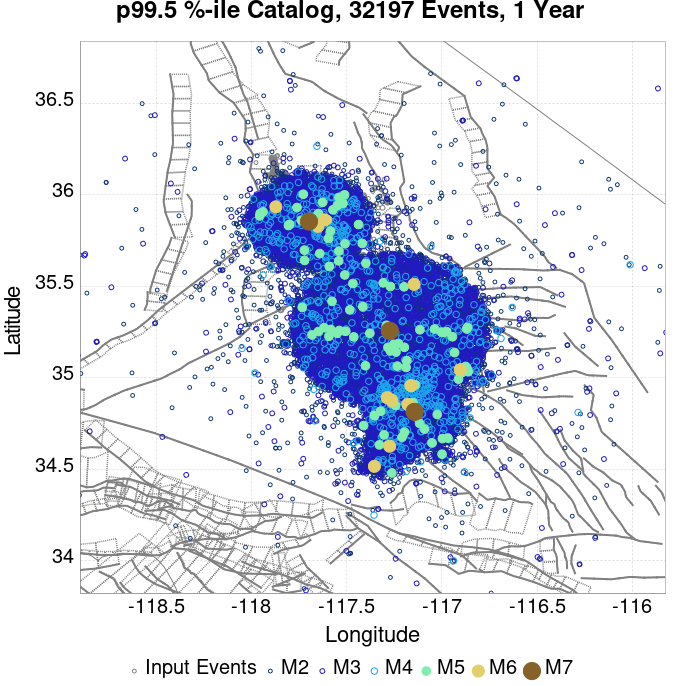 p99.5 %-ile Catalog, 32197 Events, 1 Year
Latitude
36.5
36
35.5
35
34.5
34
-118.5 -118 -117.5 -117 -116.5 -116
Longitude
Input Events M2 M3 M4 M5 M6 M7